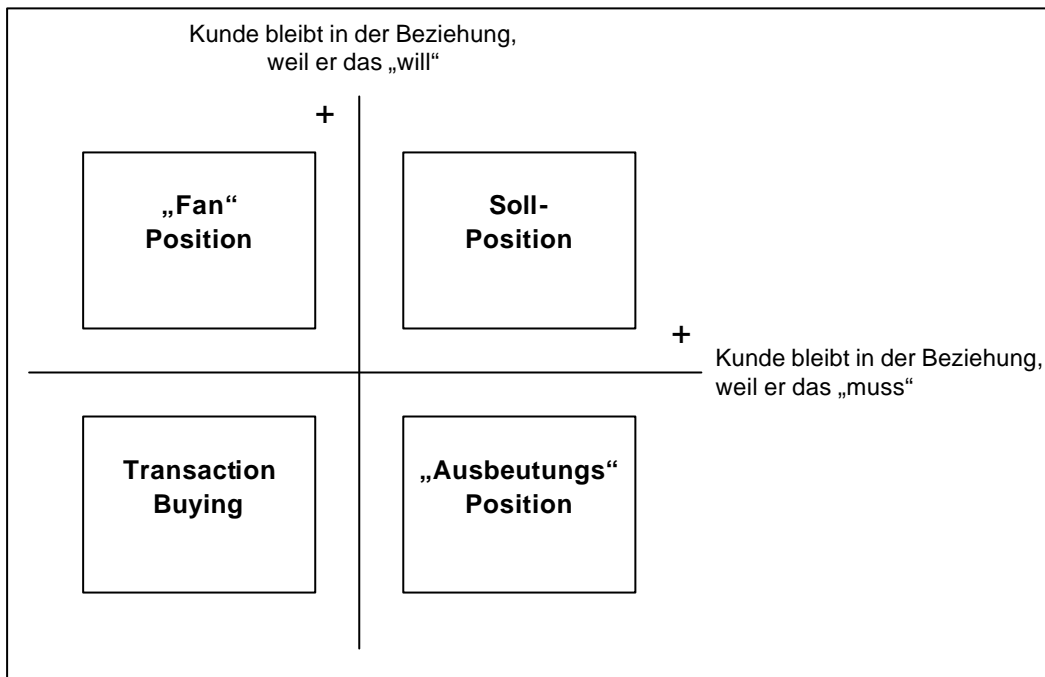 Kunde bleibt in der Beziehung,
weil er das „will“
+
„Fan“
Position
Soll-
Position
+
Kunde bleibt in der Beziehung,
weil er das „muss“
Transaction
Buying
„Ausbeutungs“
Position